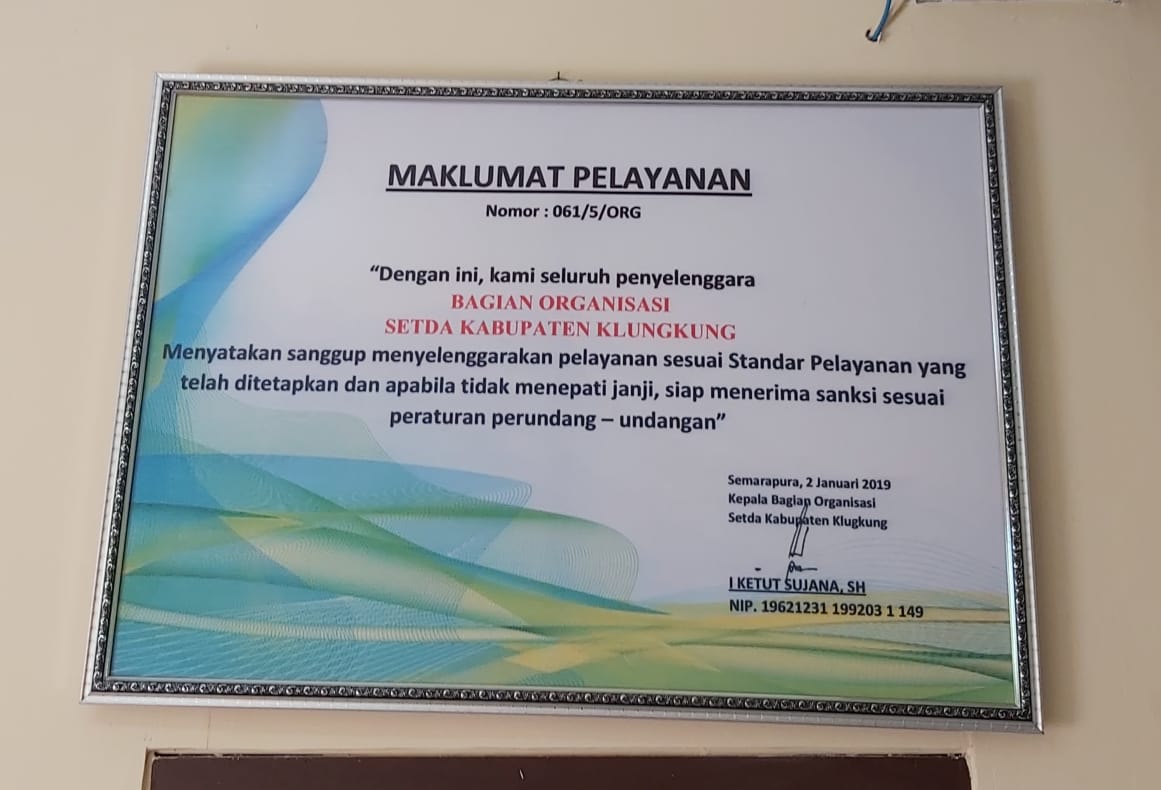 MAKLUMAT PELAYANAN
Nomor : 061/5/ORG
“Dengan ini, kami seluruh penyelenggara
BAGIAN ORGANISASI
SETDA KABUPATEN KLUNGKUNG
Menyatakan sanggup menyelenggarakan pelayanan sesuai Standar Pelayanan yang
telah ditetapkan dan apabila tidak menepati janji, siap menerima sanksi sesuai
peraturan perundang – undangan”
Semarapura, 2 Januari 2019
Kepala Bagian Organisasi
Setda Kabupaten Klugkung
I KETUT SUJANA, SH
NIP. 19621231 199203 1 149